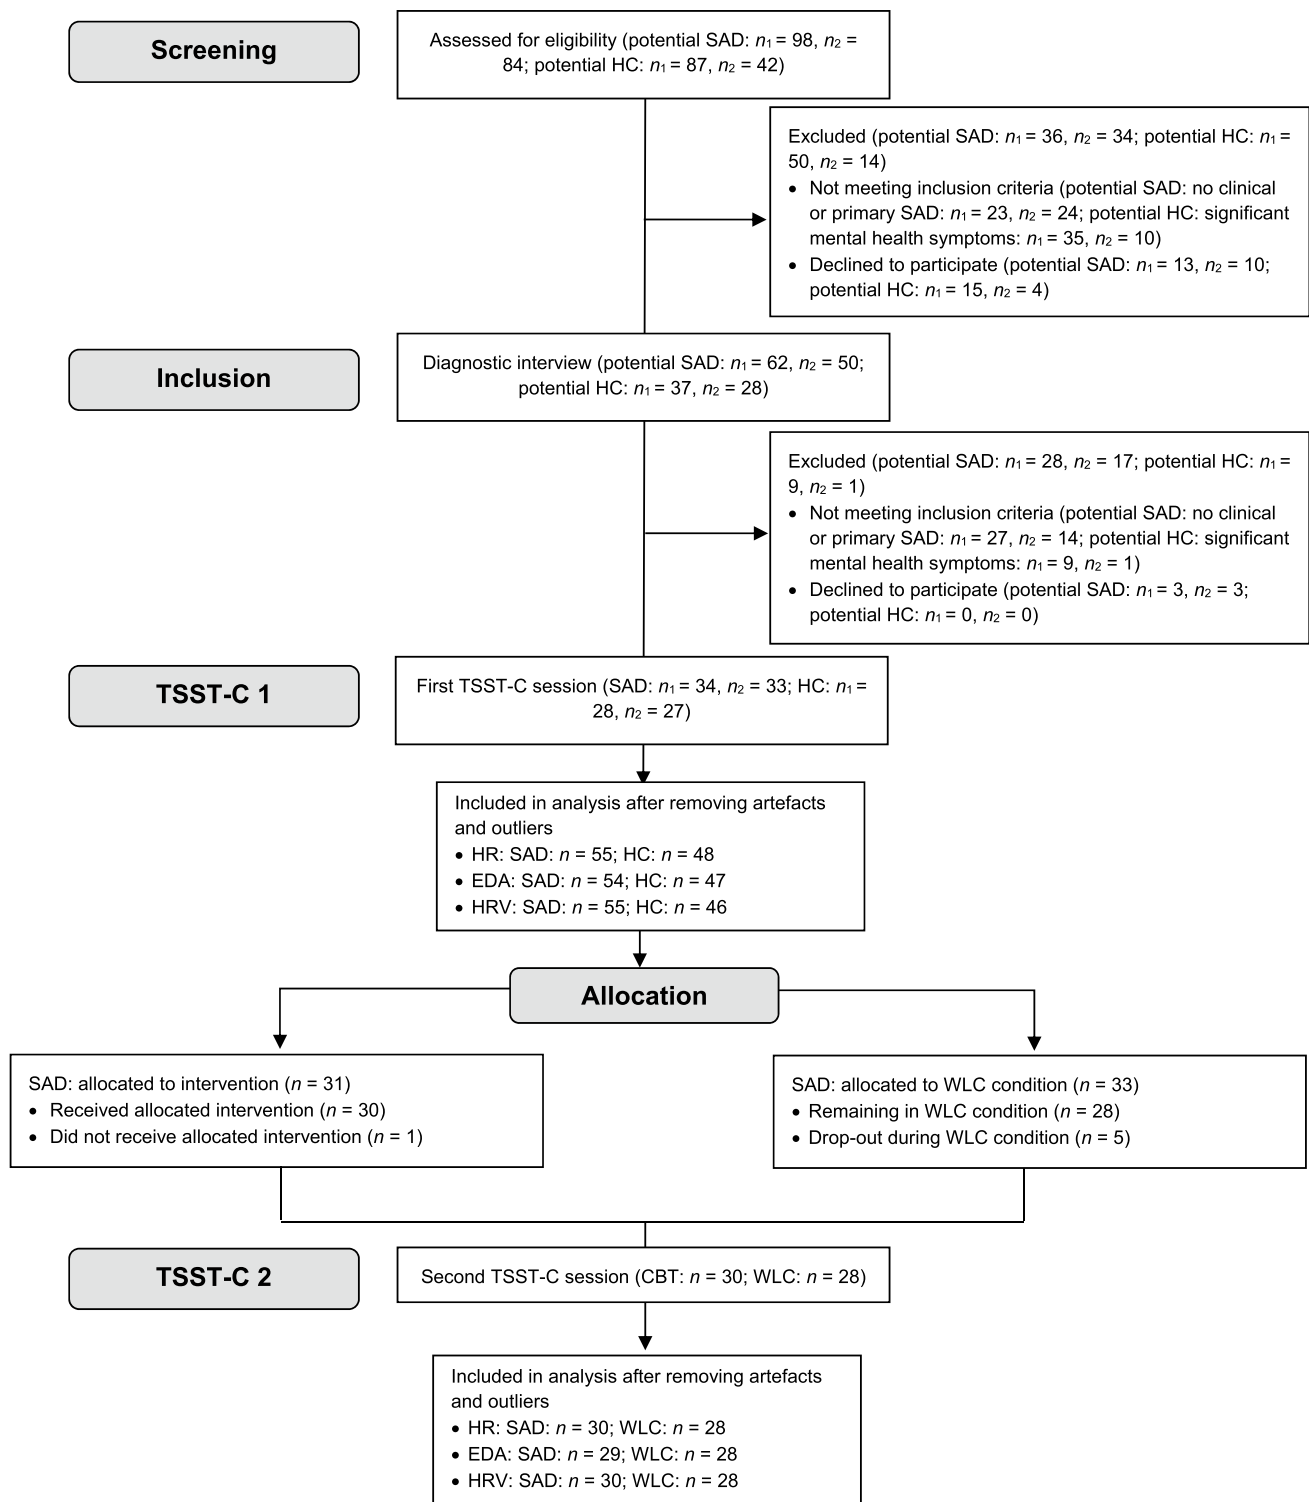 Screening
Assessed for eligibility (potential SAD: n1 = 98, n2 =
84; potential HC: n1 = 87, n2 = 42)
Excluded (potential SAD: n1 = 36, n2 = 34; potential HC: n1 =
50, n2 = 14)
• Not meeting inclusion criteria (potential SAD: no clinical
or primary SAD: n1 = 23, n2 = 24; potential HC: significant
mental health symptoms: n1 = 35, n2 = 10)
• Declined to participate (potential SAD: n1 = 13, n2 = 10;
potential HC: n1 = 15, n2 = 4)
Inclusion
Diagnostic interview (potential SAD: n1 = 62, n2 = 50;
potential HC: n1 = 37, n2 = 28)
Excluded (potential SAD: n1 = 28, n2 = 17; potential HC: n1 =
9, n2 = 1)
• Not meeting inclusion criteria (potential SAD: no clinical
or primary SAD: n1 = 27, n2 = 14; potential HC: significant
mental health symptoms: n1 = 9, n2 = 1)
• Declined to participate (potential SAD: n1 = 3, n2 = 3;
potential HC: n1 = 0, n2 = 0)
TSST-C 1
First TSST-C session (SAD: n1 = 34, n2 = 33; HC: n1 =
28, n2 = 27)
Included in analysis after removing artefacts
and outliers
• HR: SAD: n = 55; HC: n = 48
• EDA: SAD: n = 54; HC: n = 47
• HRV: SAD: n = 55; HC: n = 46
Allocation
SAD: allocated to intervention (n = 31)
• Received allocated intervention (n = 30)
• Did not receive allocated intervention (n = 1)
SAD: allocated to WLC condition (n = 33)
• Remaining in WLC condition (n = 28)
• Drop-out during WLC condition (n = 5)
TSST-C 2
Second TSST-C session (CBT: n = 30; WLC: n = 28)
Included in analysis after removing artefacts
and outliers
• HR: SAD: n = 30; WLC: n = 28
• EDA: SAD: n = 29; WLC: n = 28
• HRV: SAD: n = 30; WLC: n = 28